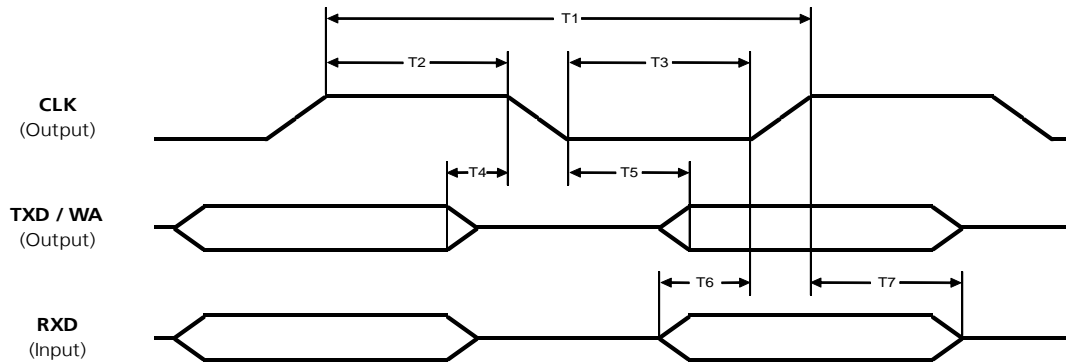 T1
T2
T3
CLK
(Output)
T4
T5
TXD / WA
(Output)
T6
T7
RXD
(Input)